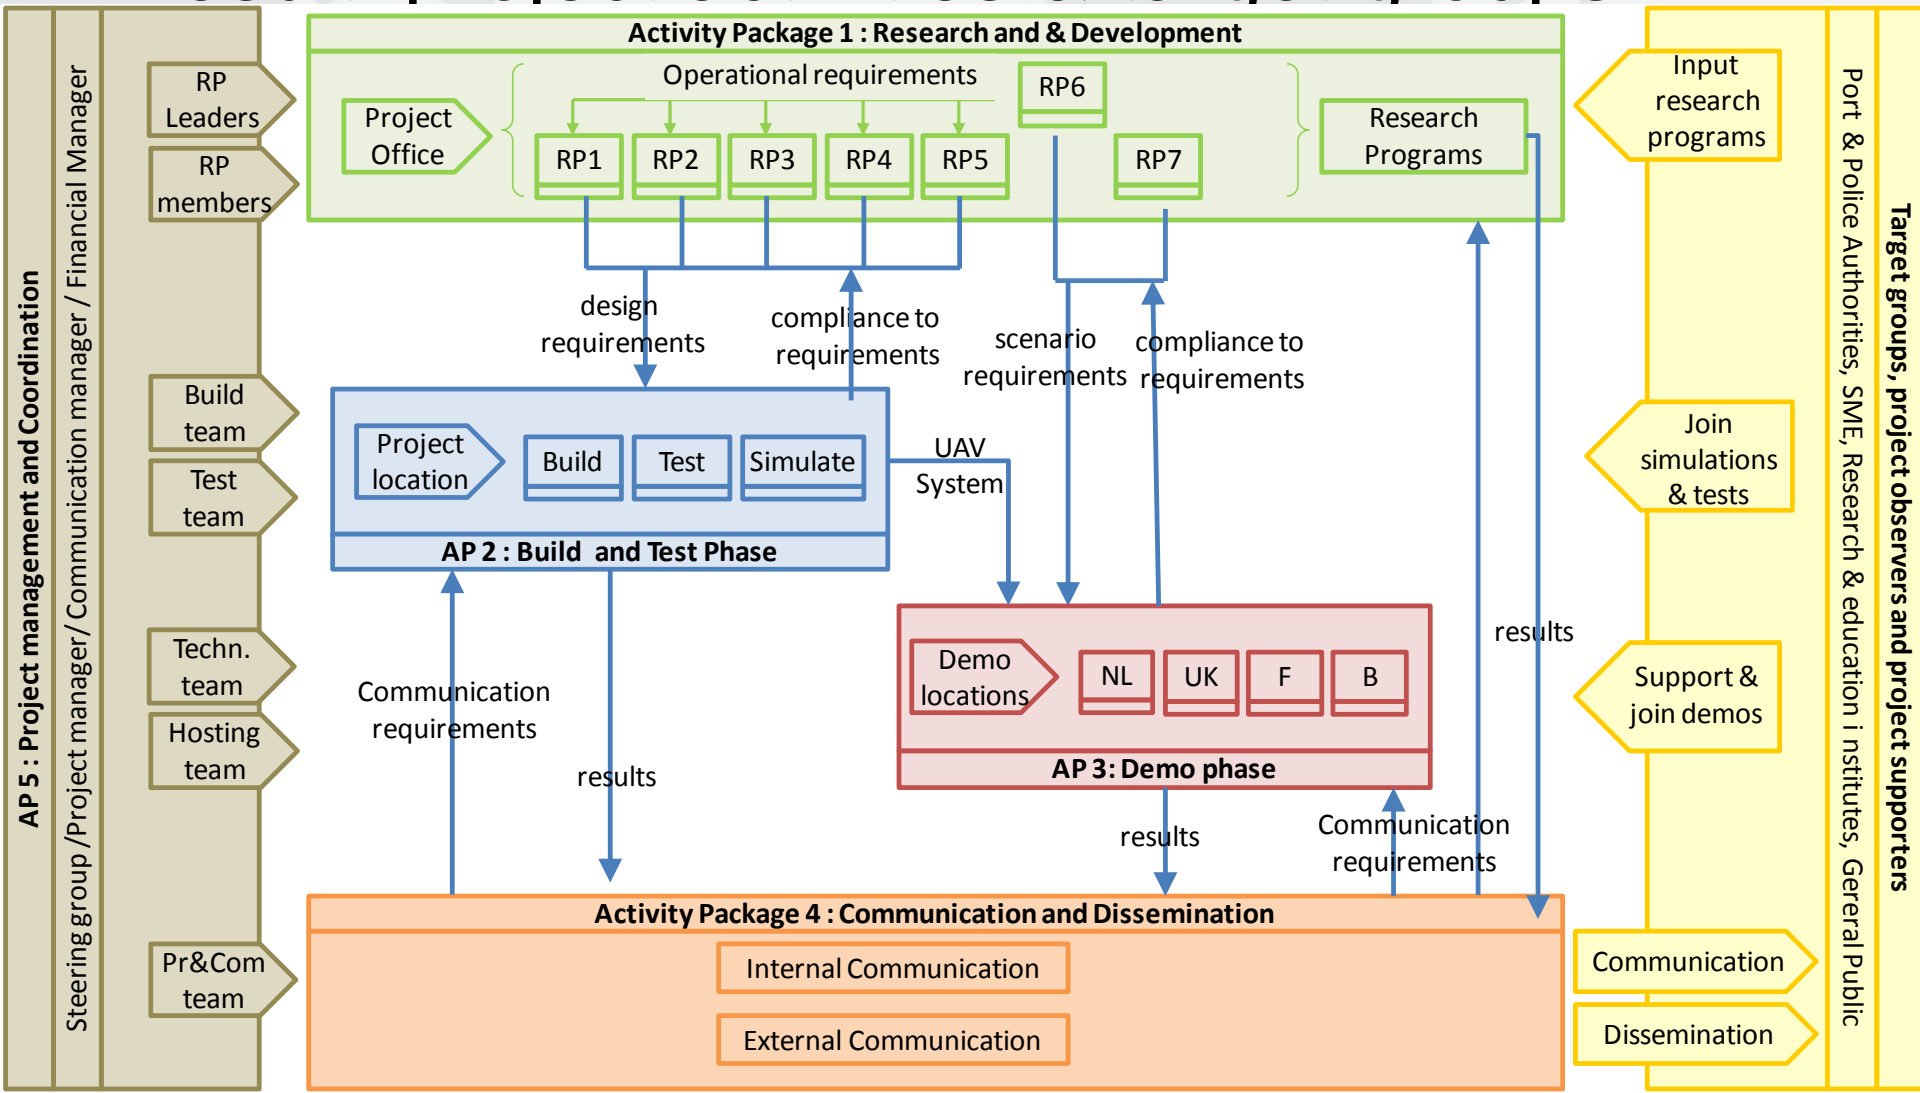 Activity Package 1 : Research and & Development
Operational requirements
Project
Office
RP1
RP2
RP3
RP4
RP5
RP6
RP7
Research
Programs
AP 5 : Project management and Coordination
Steering group /Project manager/ Communication manager / Financial Manager
RP
Leaders
RP
members
Build
team
Test
team
Techn.
team
Hosting
team
Pr&Com
team
design
requirements
compliance to
requirements
scenario
requirements
compliance to
requirements
Project
location
Build
Test
Simulate
AP 2 : Build and Test Phase
UAV
System
Demo
locations
NL
UK
F
B
AP 3: Demo phase
Communication
requirements
results
results
Communication
requirements
results
Activity Package 4 : Communication and Dissemination
Internal Communication
External Communication
Input
research
programs
Join
simulations
& tests
Support &
join demos
Communication
Dissemination
Port & Police Authorities, SME, Research & education i nstitutes, Gereral Public
Target groups, project observers and project supporters